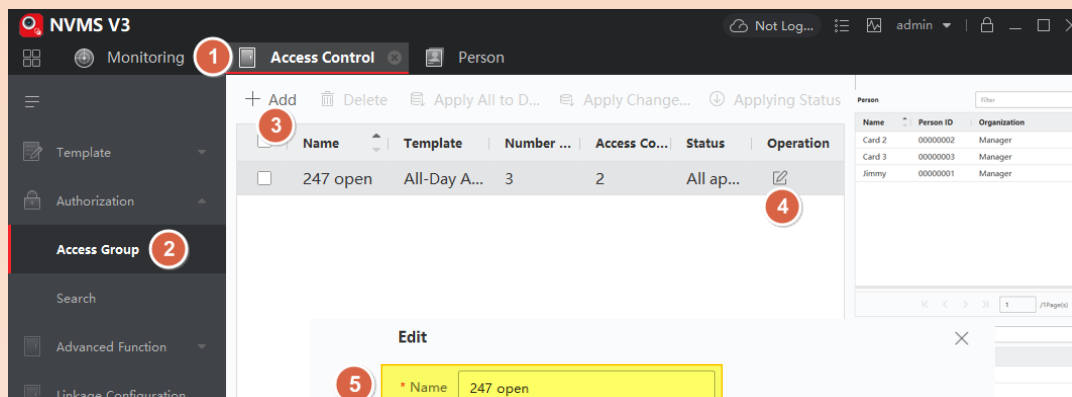 NVMS V3
Not Log...
admin
Monitoring
1
Access Control
Person
Add
Delete
Apply All to D...
Apply Change...
Applying Status
3
Name
Template
Number ...
Access Co...
Status
Operation
247 open
All-Day A...
3
2
All ap...
4
Template
Authorization
Access Group
2
Search
Advanced Function
Linkage Configuration
Person
Filter
Name
Person ID
Organization
Card 2
00000002
Manager
Card 3
00000003
Manager
Jimmy
00000001
Manager
1
/1Page(s)
Edit
5
* Name
247 open